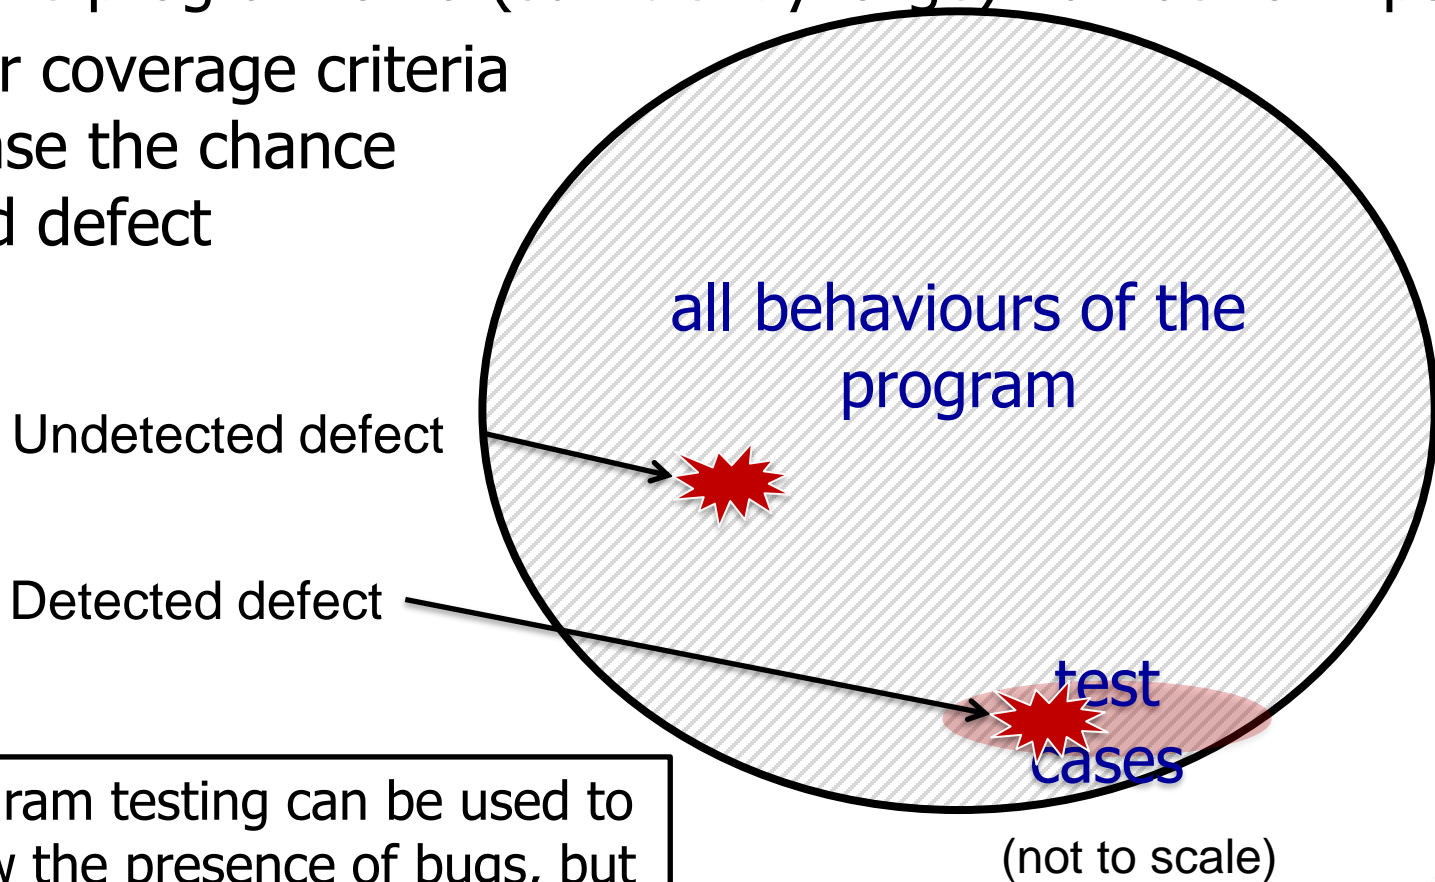 r coverage criteria
ase the chance
d defect
all behaviours of the
program
Undetected defect
Detected defect
test
cases
ram testing can be used to
w the presence of bugs, but
(not to scale)